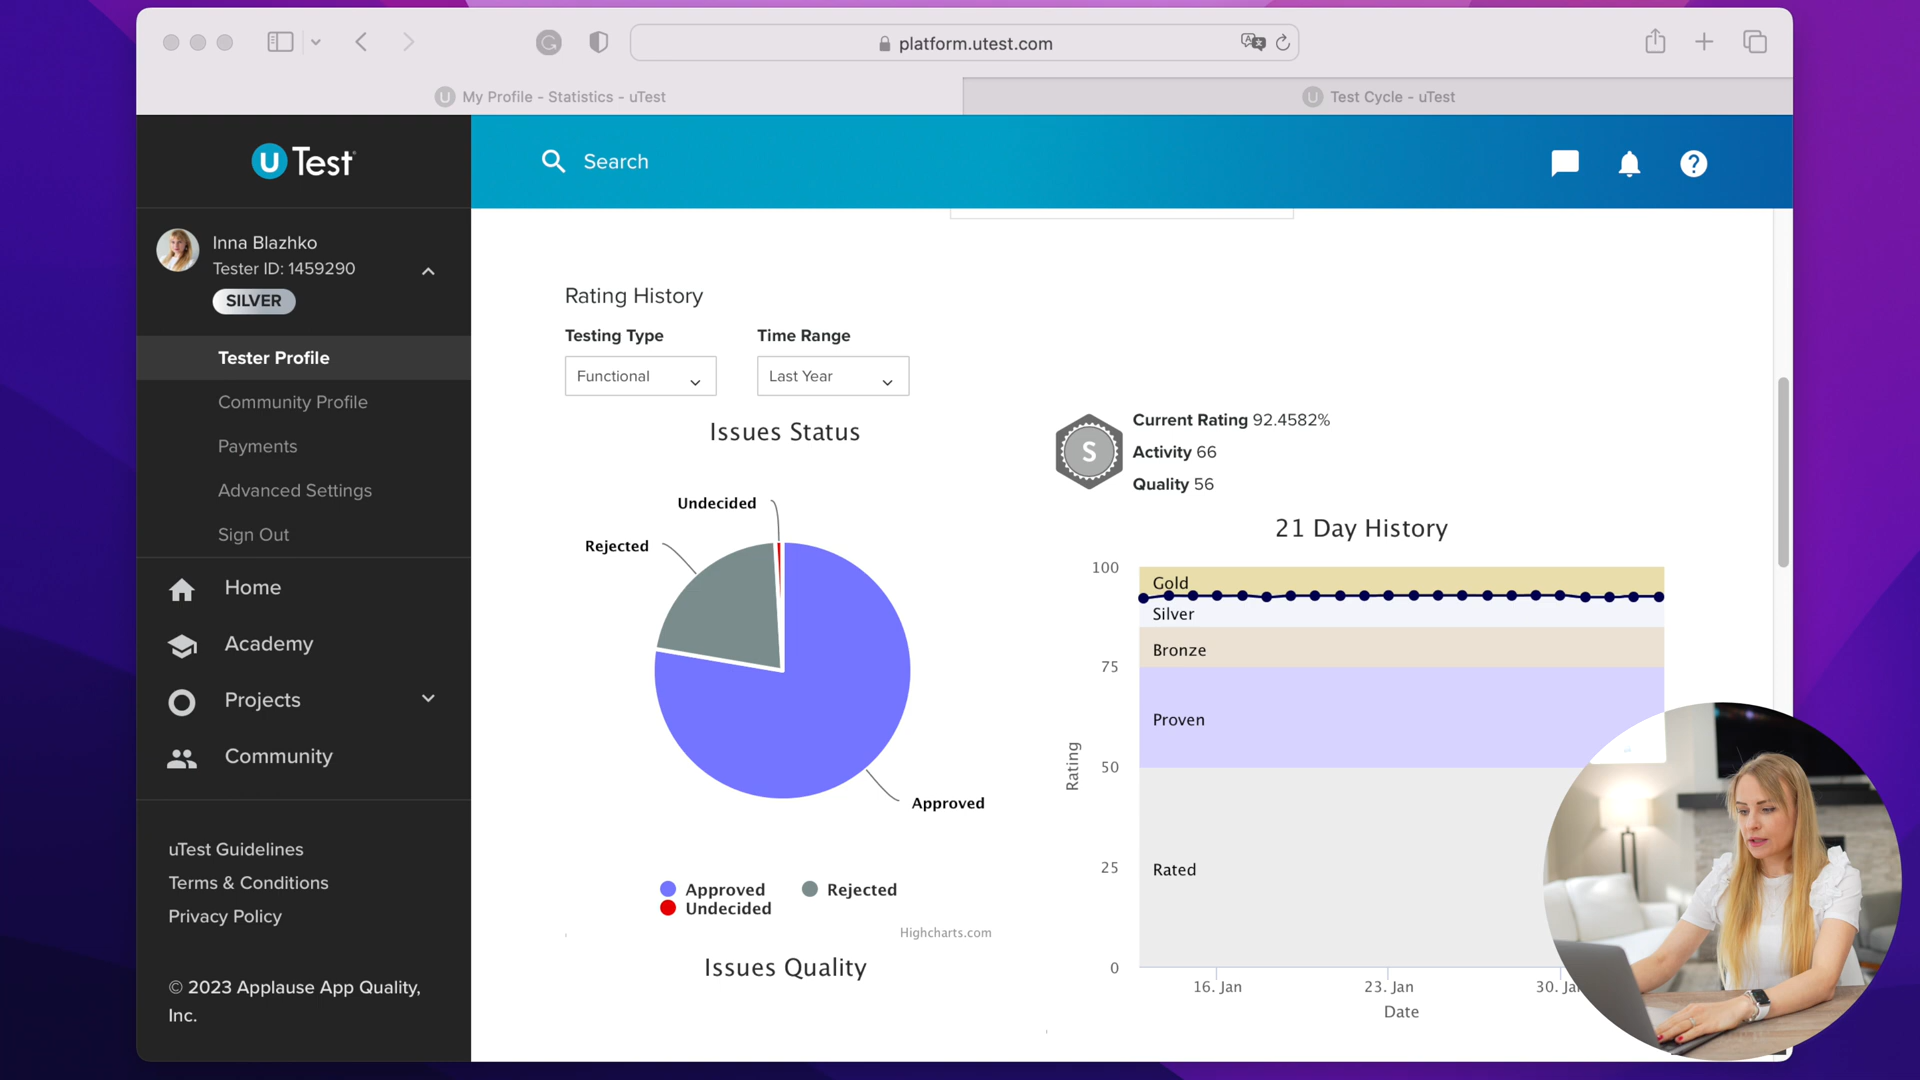 platform.utest.com
My Profile - Statistics - uTest
Test Cycle - uTest
U Test
Search
Inna Blazhko
Tester ID: 1459290
SILVER
Tester Profile
Community Profile
Payments
Advanced Settings
Sign Out
Home
Academy
Projects
Community
uTest Guidelines
Terms & Conditions
Privacy Policy
© 2023 Applause App Quality,
Inc.
Rating History
Testing Type
Time Range
Functional
Last Year
Issues Status
Undecided
Rejected
Approved
Approved
Rejected
Undecided
Highcharts.com
Issues Quality
S
Current Rating 92.4582%
Activity 66
Quality 56
21 Day History
100
75
50
25
0
Rating
Gold
Silver
Bronze
Proven
Rated
16. Jan
23. Jan
30.
Date